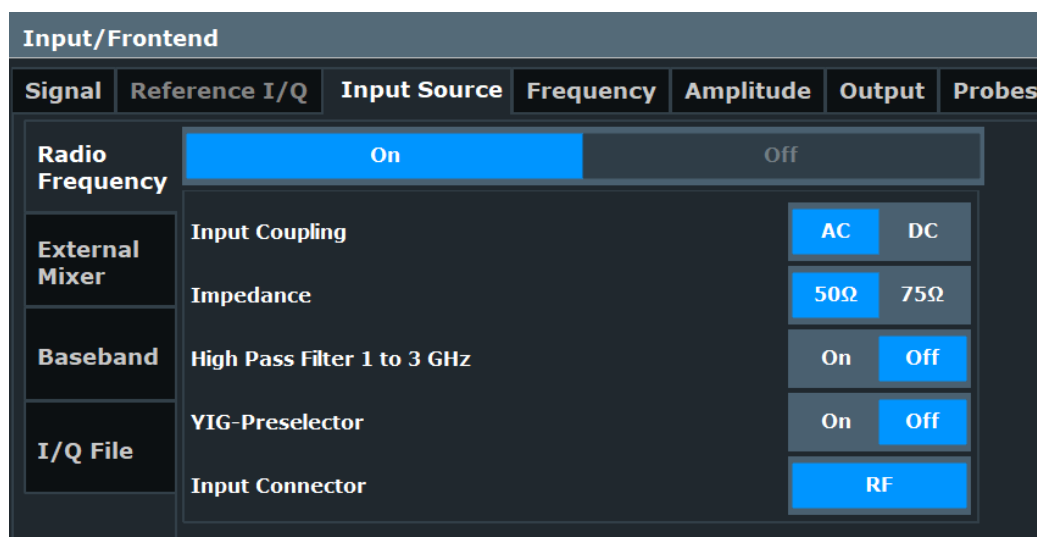 Input/Frontend
Signal Reference I/Q Input Source Frequency Amplitude Output Probes
Radio
Frequency
On Off
External
Mixer
Baseband
I/Q File
Input Coupling AC DC
Impedance 50Ω 75Ω
High Pass Filter 1 to 3 GHz On Off
YIG-Preselector On Off
Input Connector RF